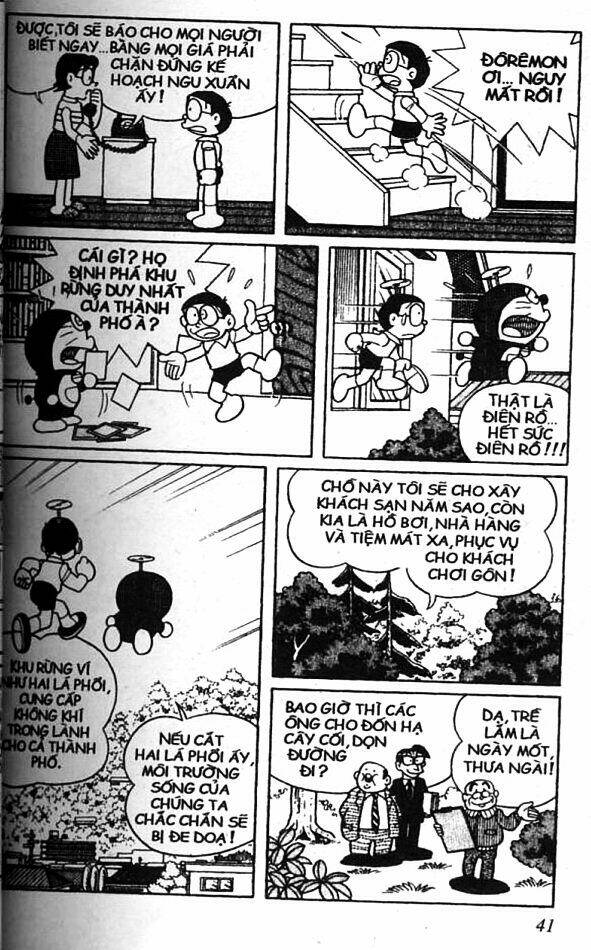 ĐƯỢC, TÔI SẼ BÁO CHO MỌI NGƯỜI
BIẾT NGAY...BẰNG MỌI GIÁ PHẢI
CHẶN ĐỨNG KẾ
HOẠCH NGU XUẨN
ẤY!
ĐÔRÊMON
ƠI... NGUY
MẤT RỒI!
CÁI GÌ? HỌ
ĐỊNH PHÁ KHU
RỪNG DUY NHẤT
CỦA THÀNH
PHỐ À?
THẬT LÀ
ĐIÊN RỒ...
HẾT SỨC
ĐIÊN RỒ!!!
KHU RỪNG VÍ
NHƯ HAI LÁ PHỔI,
CUNG CẤP
KHÔNG KHÍ
TRONG LÀNH
CHO CẢ THÀNH
PHỐ.
NẾU CẮT
HAI LÁ PHỔI ẤY,
MÔI TRƯỜNG
SỐNG CỦA
CHÚNG TA
CHẮC CHẮN SẼ
BỊ ĐE DOẠ!
CHỖ NÀY TÔI SẼ CHO XÂY
KHÁCH SẠN NĂM SAO, CÒN
KIA LÀ HỒ BƠI, NHÀ HÀNG
VÀ TIỆM MÁT XA, PHỤC VỤ
CHO KHÁCH
CHƠI GÔN!
BAO GIỜ THÌ CÁC
ÔNG CHO ĐỐN HẠ
CÂY CỐI, DỌN
ĐƯỜNG
ĐI?
DẠ, TRỄ
LẮM LÀ
NGÀY MỐT,
THƯA NGÀI!
41